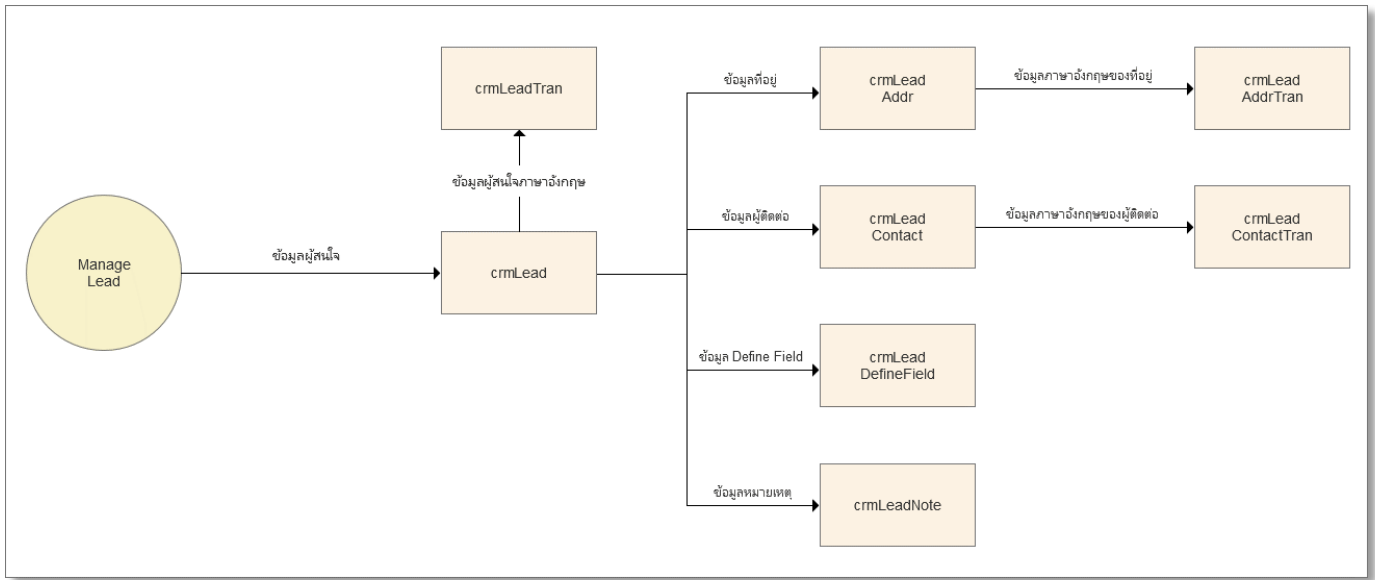 crmLeadTran
ข้อมูลที่อยู่
crmLead
Addr
ข้อมูลภาษาอังกฤษของที่อยู่
crmLead
AddrTran
ข้อมูลผู้สนใจภาษาอังกฤษ
ข้อมูลผู้ติดต่อ
crmLead
Contact
ข้อมูลภาษาอังกฤษของผู้ติดต่อ
crmLead
ContactTran
Manage
Lead
ข้อมูลผู้สนใจ
crmLead
ข้อมูล Define Field
crmLead
DefineField
ข้อมูลหมายเหตุ
crmLeadNote